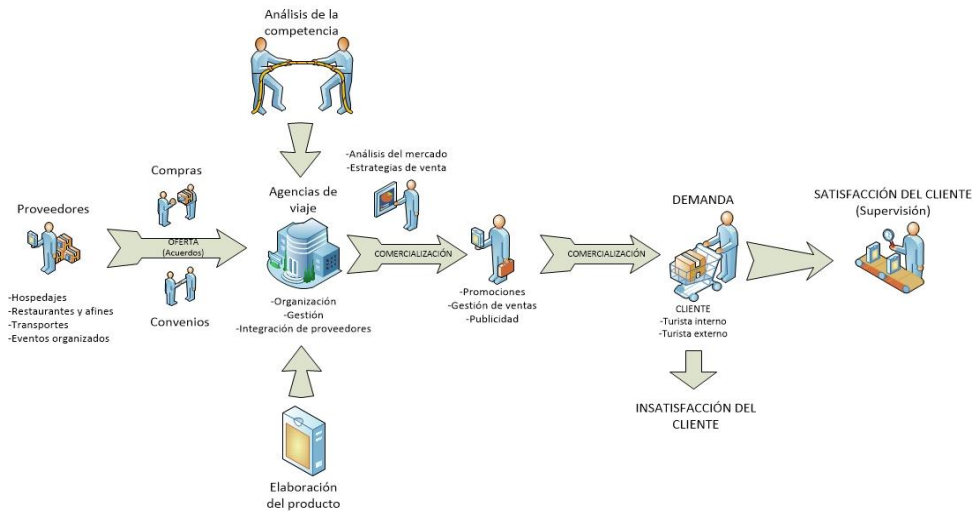 Análisis de la
competencia
-Análisis del mercado
-Estrategias de venta
Compras
Agencias de
viaje
Proveedores
OFERTA
(Acuerdos)
COMERCIALIZACIÓN
COMERCIALIZACIÓN
DEMANDA
SATISFACCIÓN DEL CLIENTE
(Supervisión)
-Hospedajes
-Restaurantes y afines
-Transportes
-Eventos organizados
Convenios
-Organización
-Gestión
-Integración de proveedores
-Promociones
-Gestión de ventas
-Publicidad
CLIENTE
-Turista interno
-Turista externo
INSATISFACCIÓN DEL
CLIENTE
Elaboración
del producto